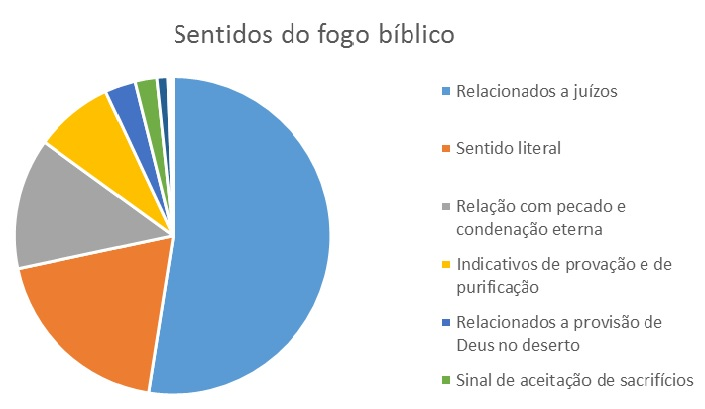 Sentidos do fogo bíblico
Relacionados a juízos
Sentido literal
Relação com pecado e
condenação eterna
Indicativos de provação e de
purificação
Relacionados a provisão de
Deus no deserto
Sinal de aceitação de sacrifícios